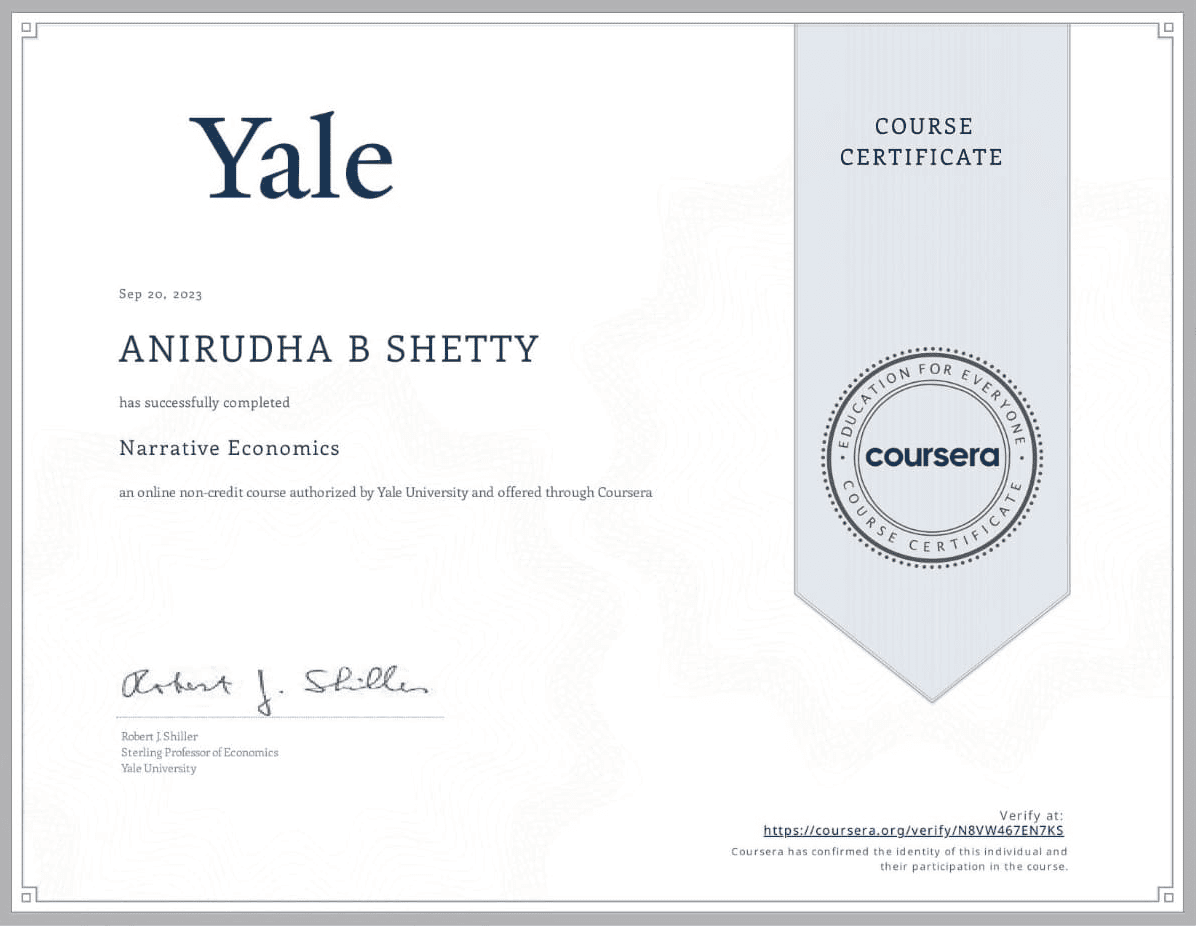 Yale
COURSE
CERTIFICATE
Sep 20, 2023
ANIRUDHA B SHETTY
has successfully completed
Narrative Economics
an online non-credit course authorized by Yale University and offered through Coursera
EDUCATION FOR EVERYONE
coursera
COURSE CERTIFICATE
Robert J. Shiller
Robert J. Shiller
Sterling Professor of Economics
Yale University
Verify at:
https://coursera.org/verify/N8VW467EN7KS
Coursera has confirmed the identity of this individual and
their participation in the course.